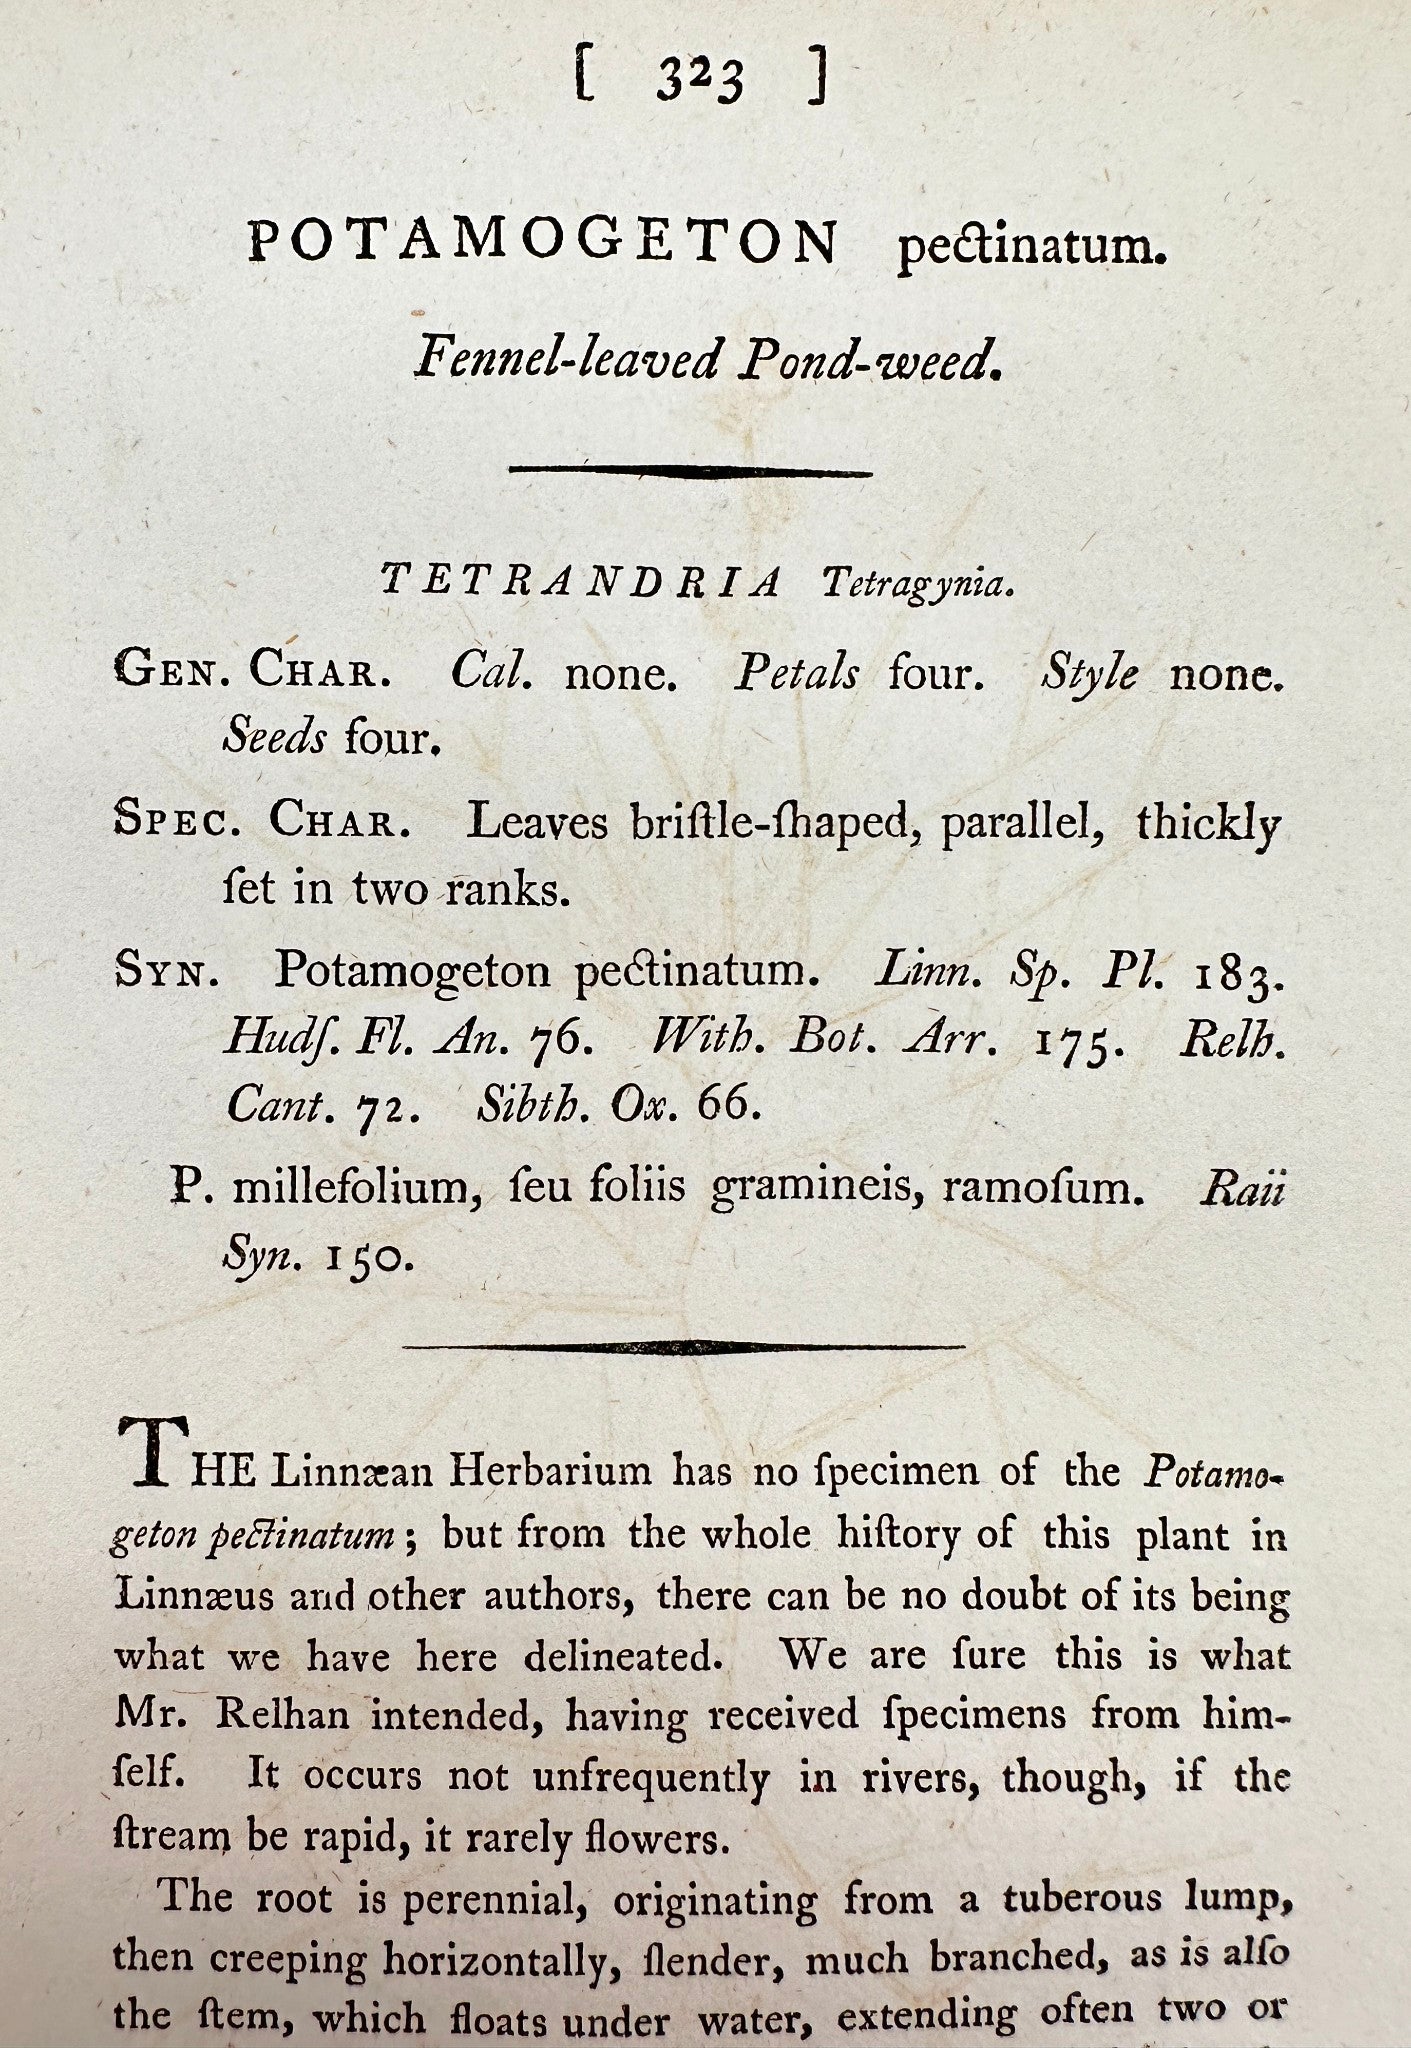 [ 323 ]
POTAMOGETON pectinatum.
Fennel-leaved Pond-weed.
TETRANDRIA Tetragynia.
GEN. CHAR. Cal. none. Petals four. Style none.
Seeds four.
SPEC. CHAR. Leaves briſtle-ſhaped, parallel, thickly
ſet in two ranks.
SYN. Potamogeton pectinatum. Linn. Sp. Pl. 183.
Hudſ. Fl. An. 76. With. Bot. Arr. 175. Relh.
Cant. 72. Sibth. Ox. 66.
P. millefolium, ſeu foliis gramineis, ramoſum. Raii
Syn. 150.
THE Linnæan Herbarium has no ſpecimen of the Potamo-
geton pectinatum; but from the whole hiſtory of this plant in
Linnæus and other authors, there can be no doubt of its being
what we have here delineated. We are ſure this is what
Mr. Relhan intended, having received ſpecimens from him-
ſelf. It occurs not unfrequently in rivers, though, if the
ſtream be rapid, it rarely flowers.
The root is perennial, originating from a tuberous lump,
then creeping horizontally, ſlender, much branched, as is alſo
the ſtem, which floats under water, extending often two or